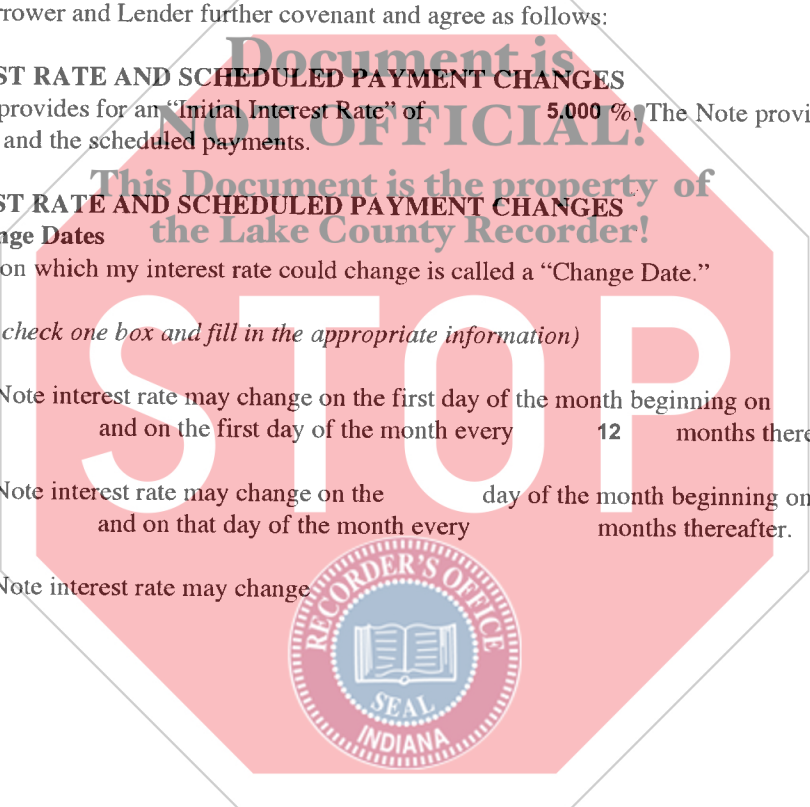 rrower and Lender further covenant and agree as follows:
Document is
ST RATE AND SCHEDULED PAYMENT CHANGES
provides for an “Initial Interest Rate” of 5.000 %. The Note provi
NOT OFFICIAL!
and the scheduled payments.
This Document is the property of
ST RATE AND SCHEDULED PAYMENT CHANGES
the Lake County Recorder!
nge Dates
on which my interest rate could change is called a “Change Date.”
check one box and fill in the appropriate information)
STOP
Note interest rate may change on the first day of the month beginning on
and on the first day of the month every 12 months there
Note interest rate may change on the day of the month beginning on
and on that day of the month every months thereafter.
Note interest rate may change
RECORDER'S OFFICE
SEAL
INDIANA